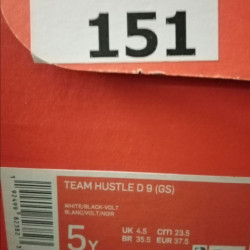 151
TEAM HUSTLE D 9 (GS)
WHITE/BLACK-VOLT
BLANC/VOLT/NOIR
5Y
UK 4.5 CM 23.5
BR 35.5 EUR 37.5